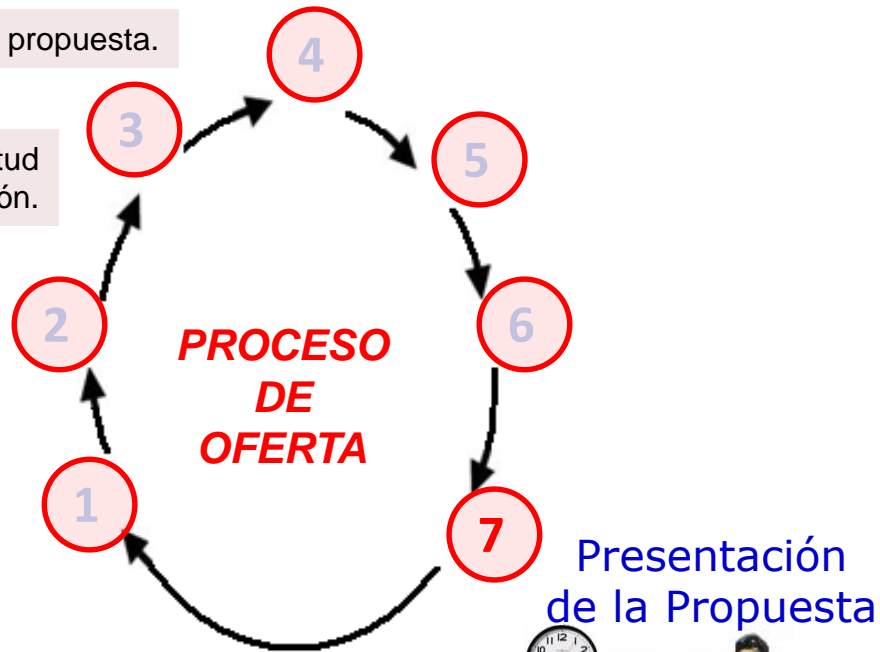 propuesta.
4
3
5
tud
ón.
2
PROCESO
DE
OFERTA
6
1
7
Presentación
de la Propuesta